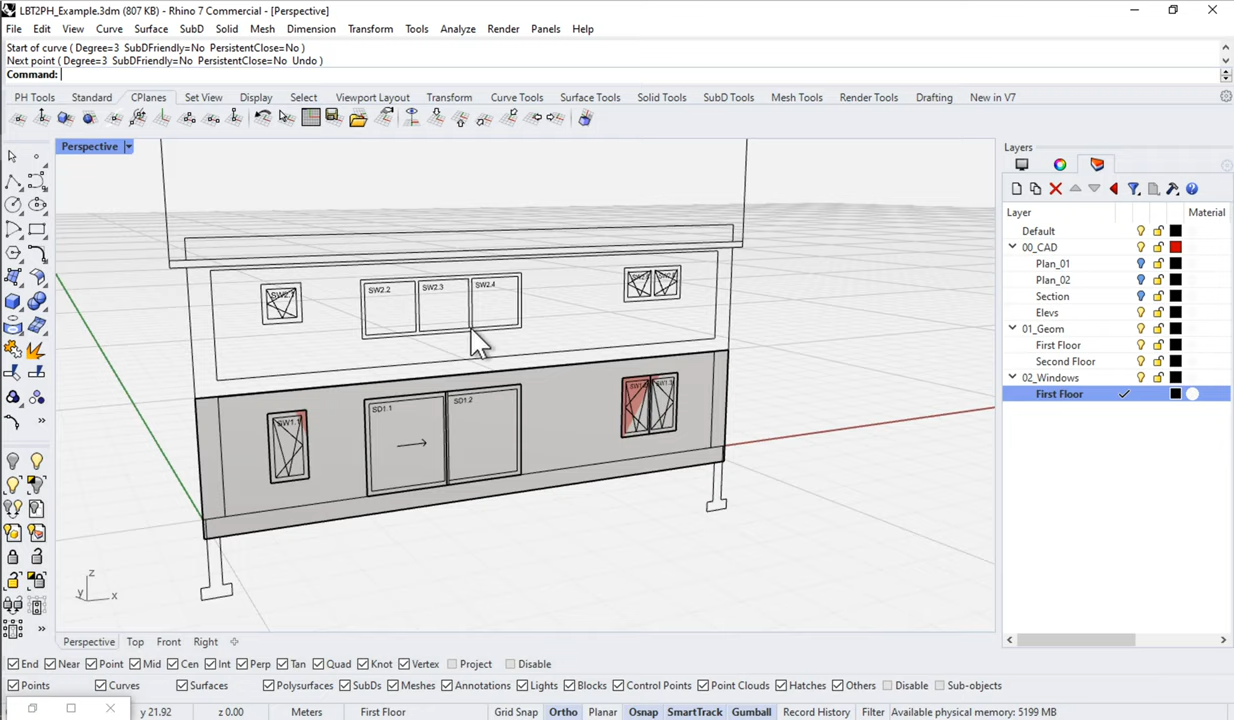 LBT2PH_Example.3dm (807 KB) - Rhino 7 Commercial - [Perspective]
File Edit View Curve Surface SubD Solid Mesh Dimension Transform Tools Analyze Render Panels Help
Start of curve ( Degree=3 SubDFriendly=No PersistentClose=No )
Next point ( Degree=3 SubDFriendly=No PersistentClose=No Undo )
Command:
PH Tools Standard CPlanes Set View Display Select Viewport Layout Transform Curve Tools Surface Tools Solid Tools SubD Tools Mesh Tools Render Tools Drafting New in V7
Perspective
Layers
Layer Material
Default
00_CAD
Plan_01
Plan_02
Section
Elevs
01_Geom
First Floor
Second Floor
02_Windows
First Floor
SW2.2 SW2.3 SW2.4
SD1.1 SD1.2
z
y x
Perspective Top Front Right
End Near Point Mid Cen Int Perp Tan Quad Knot Vertex Project Disable
Points Curves Surfaces Polysurfaces SubDs Meshes Annotations Lights Blocks Control Points Point Clouds Hatches Others Disable Sub-objects
y 21.92 z 0.00 Meters First Floor Grid Snap Ortho Planar Osnap SmartTrack Gumball Record History Filter Available physical memory: 5199 MB